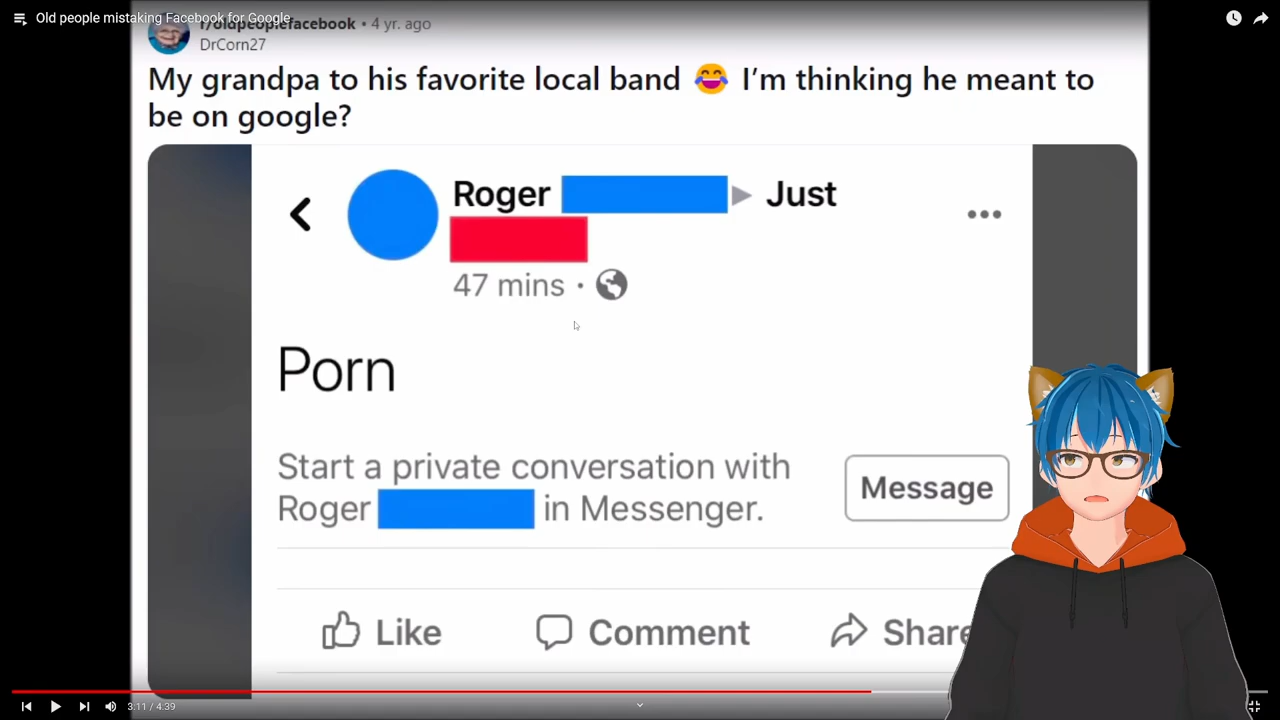 Old people mistaking Facebook for Google
r/oldpeoplefacebook • 4 yr. ago
DrCorn27
My grandpa to his favorite local band 😂 I’m thinking he meant to
be on google?
Roger ▶ Just
47 mins ·
Porn
Start a private conversation with
Roger in Messenger.
Message
Like Comment Share
3:11 / 4:39